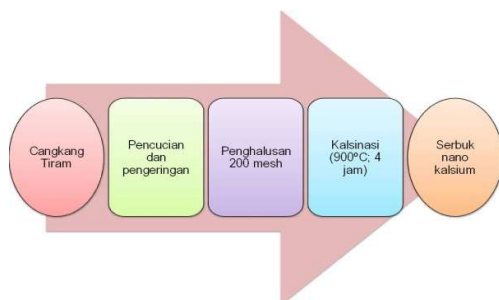 Cangkang
Tiram
Pencucian
dan
pengeringan
Penghalusan
200 mesh
Kalsinasi
(900ºC; 4
jam)
Serbuk
nano
kalsium